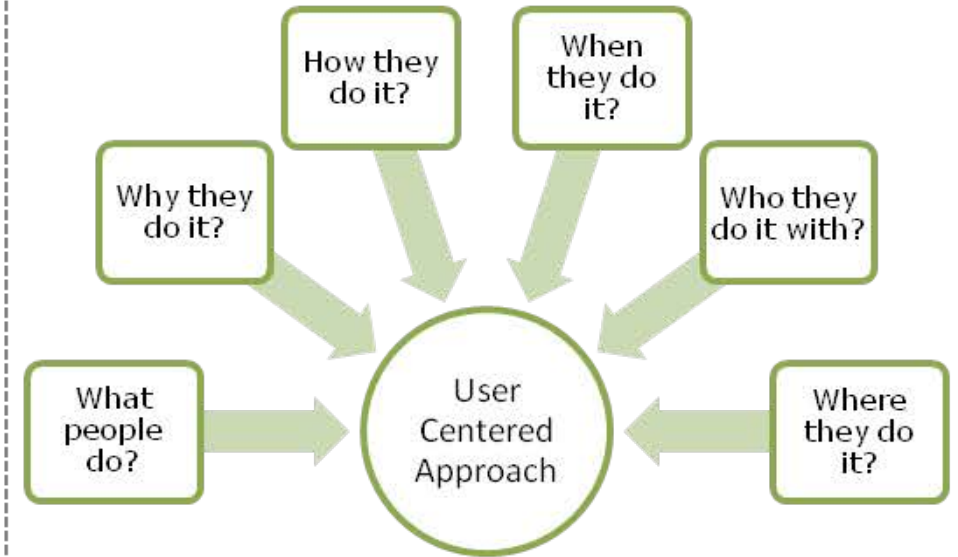 How they
do it?
When
they do
it?
Why they
do it?
Who they
do it with?
What
people
do?
User
Centered
Approach
Where
they do
it?